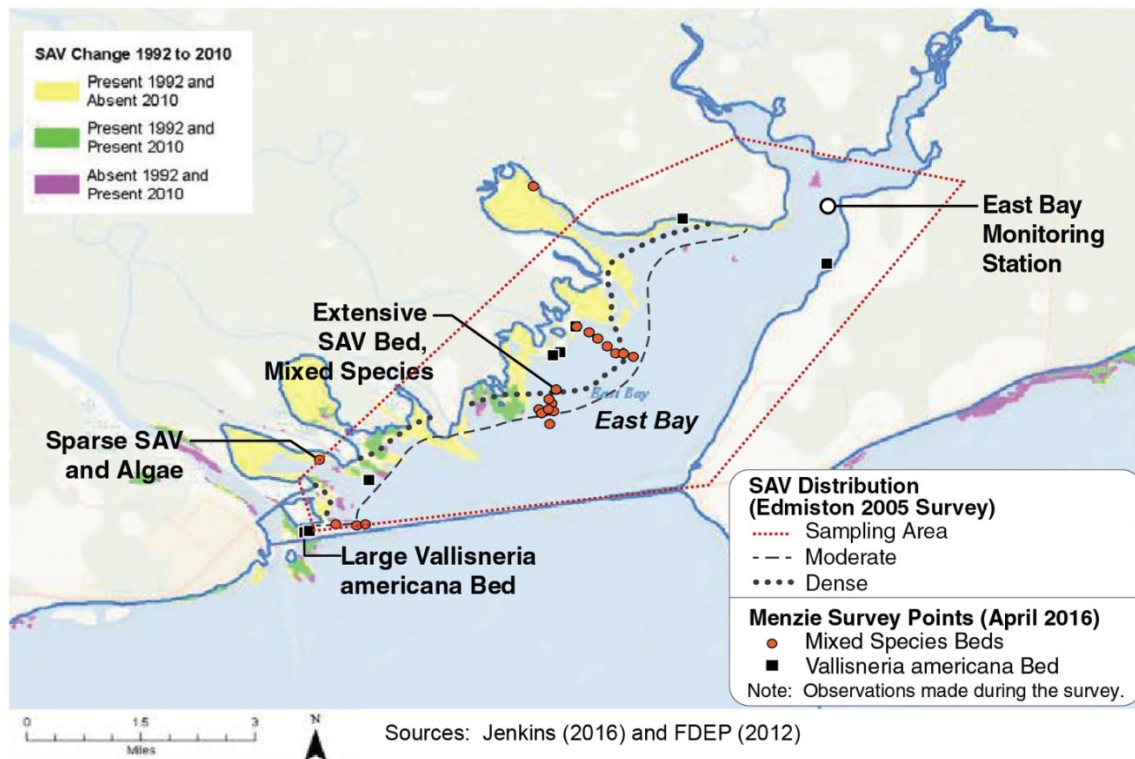 SAV Change 1992 to 2010
Present 1992 and
Absent 2010
Present 1992 and
Present 2010
Absent 1992 and
Present 2010
East Bay
Monitoring
Station
Extensive
SAV Bed,
Mixed Species
East Bay
East Bay
Sparse SAV
and Algae
Large Vallisneria
americana Bed
SAV Distribution
(Edmiston 2005 Survey)
Sampling Area
Moderate
Dense
Menzie Survey Points (April 2016)
Mixed Species Beds
Vallisneria americana Bed
Note: Observations made during the survey.
0 1.5 3
Miles
N
Sources: Jenkins (2016) and FDEP (2012)